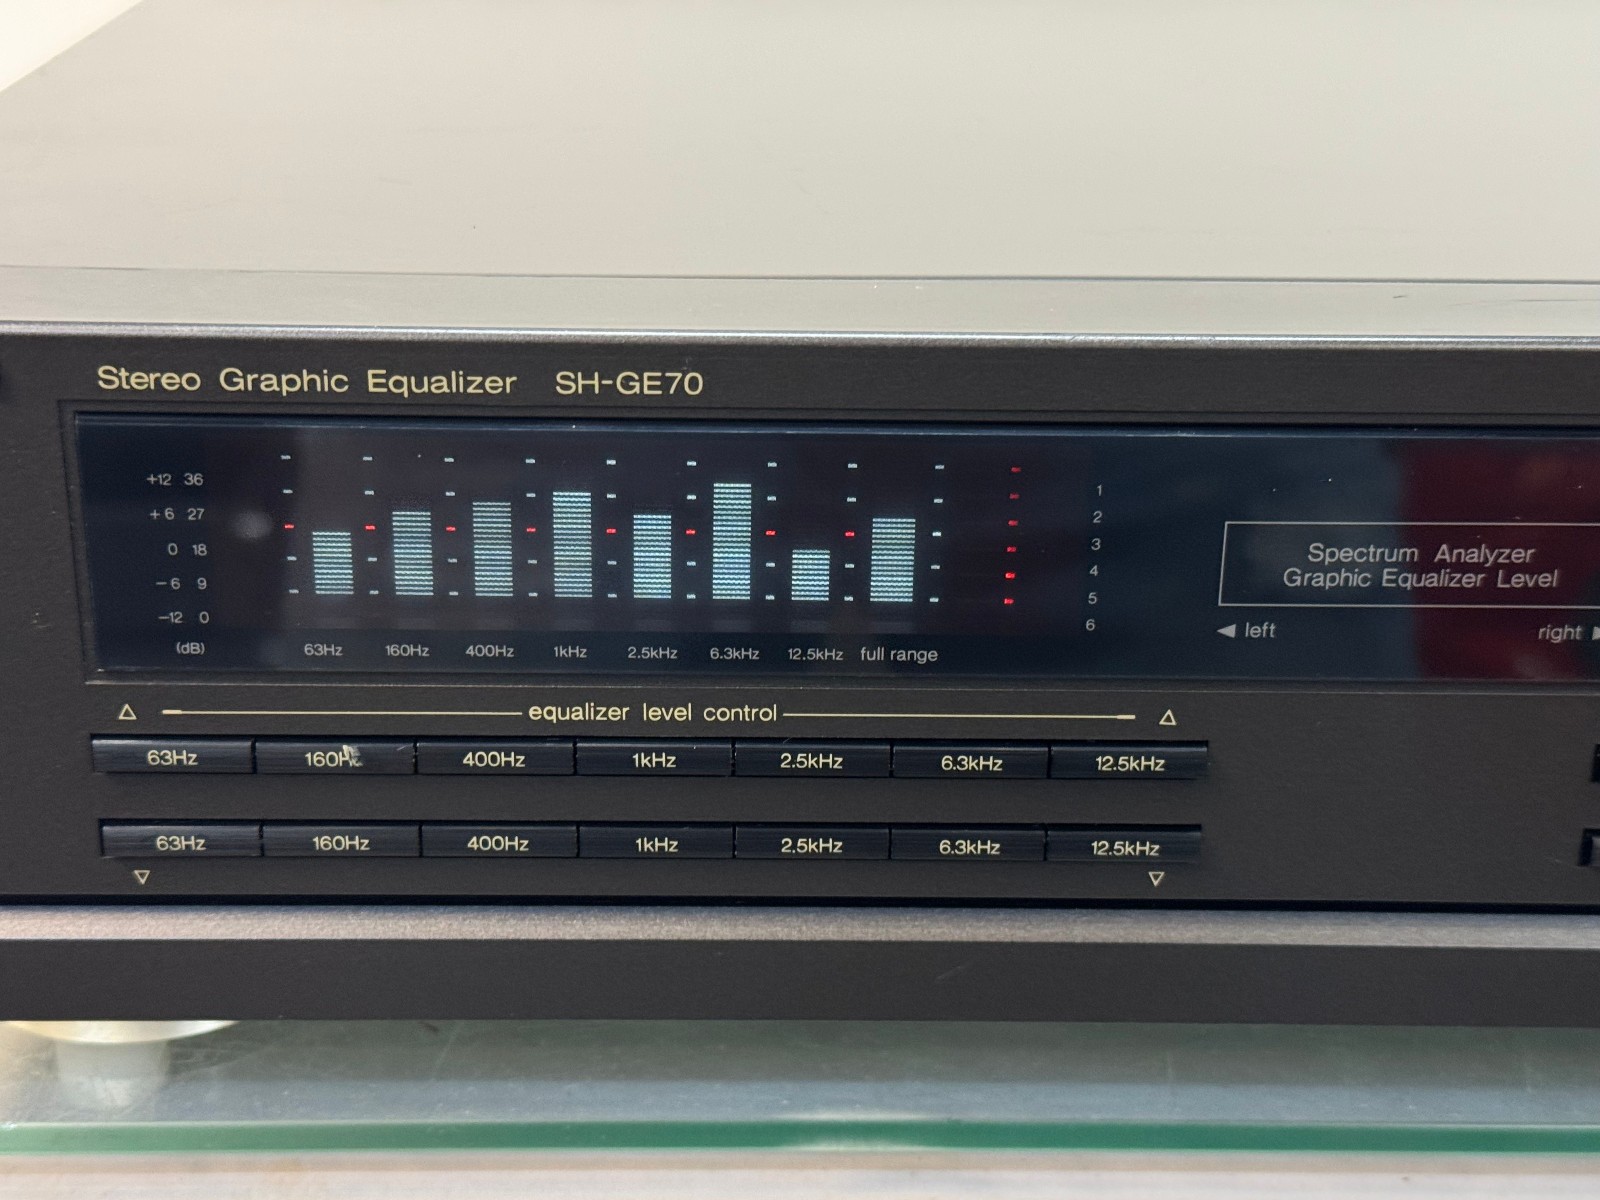 Stereo Graphic Equalizer SH-GE70
+12 36
+6 27
0 18
-6 9
-12 0
(dB)
63Hz 160Hz 400Hz 1kHz 2.5kHz 6.3kHz 12.5kHz full range
1
2
3
4
5
6
Spectrum Analyzer
Graphic Equalizer Level
◀ left right ▶
△ equalizer level control △
63Hz 160Hz 400Hz 1kHz 2.5kHz 6.3kHz 12.5kHz
63Hz 160Hz 400Hz 1kHz 2.5kHz 6.3kHz 12.5kHz
▽ ▽